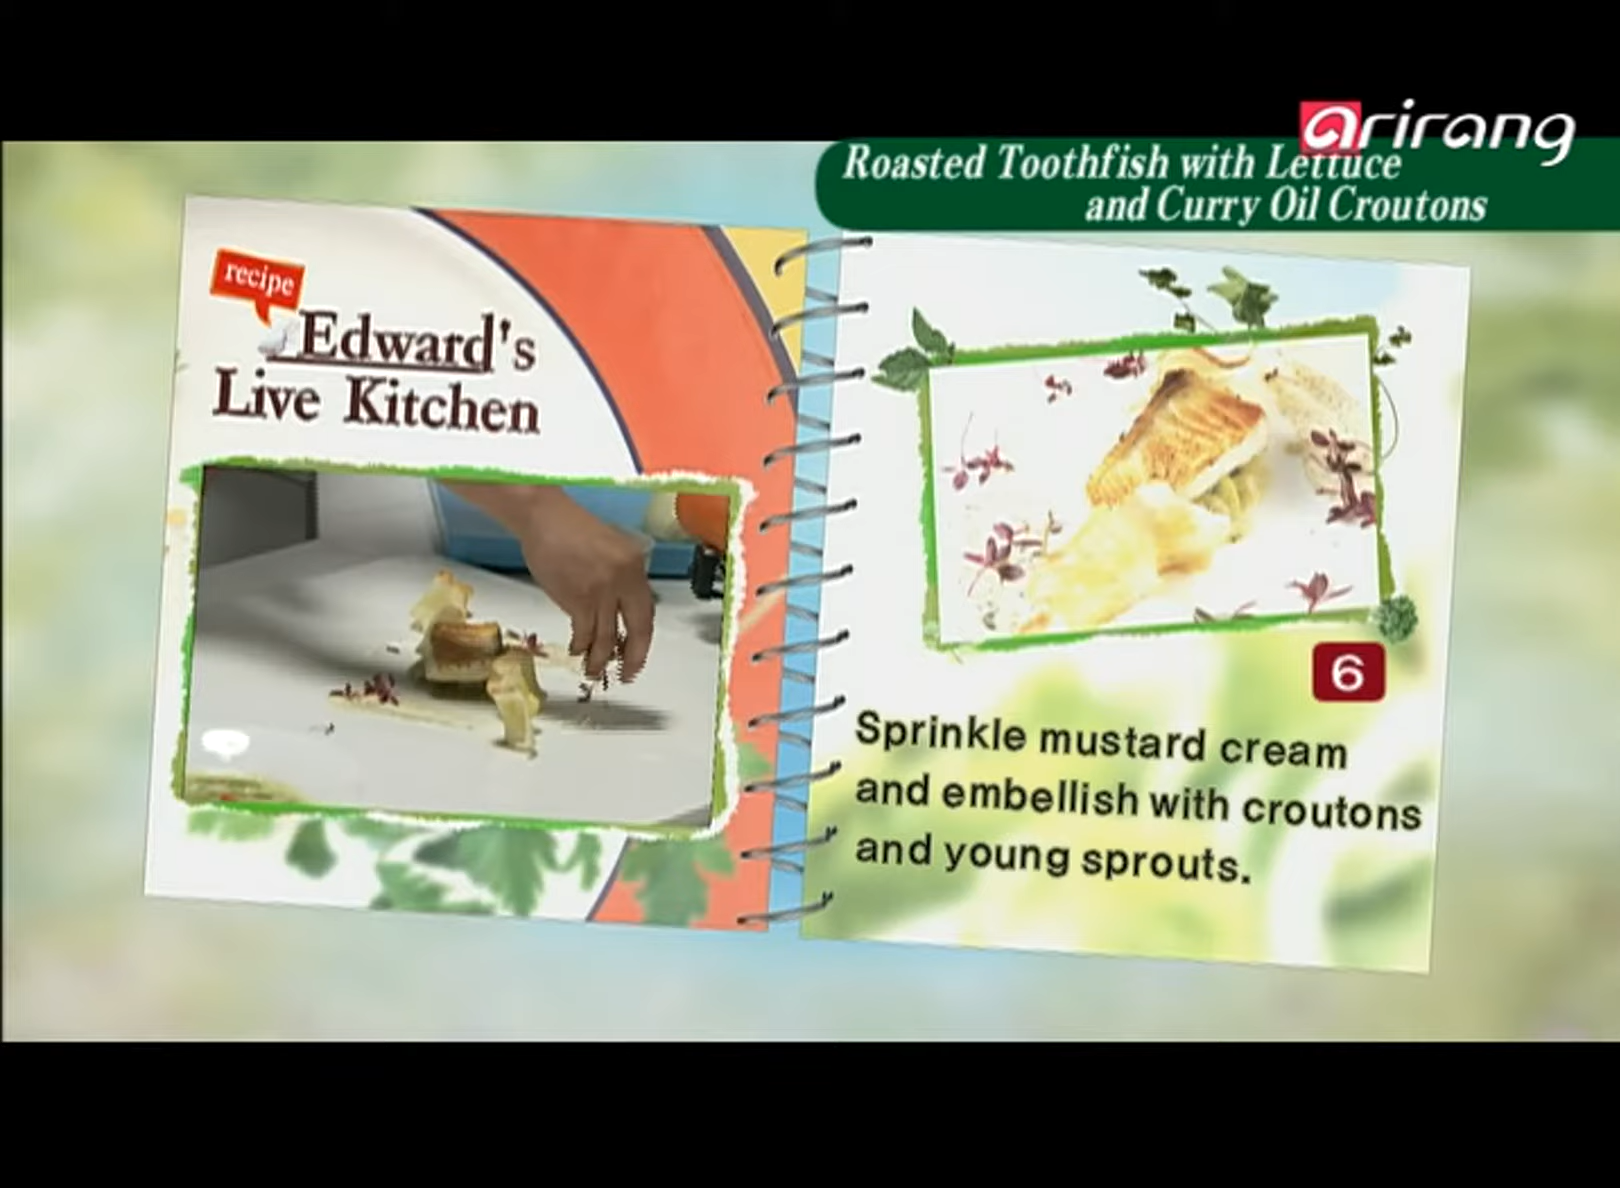 arirang
Roasted Toothfish with Lettuce
and Curry Oil Croutons
recipe
Edward's
Live Kitchen
6
Sprinkle mustard cream
and embellish with croutons
and young sprouts.